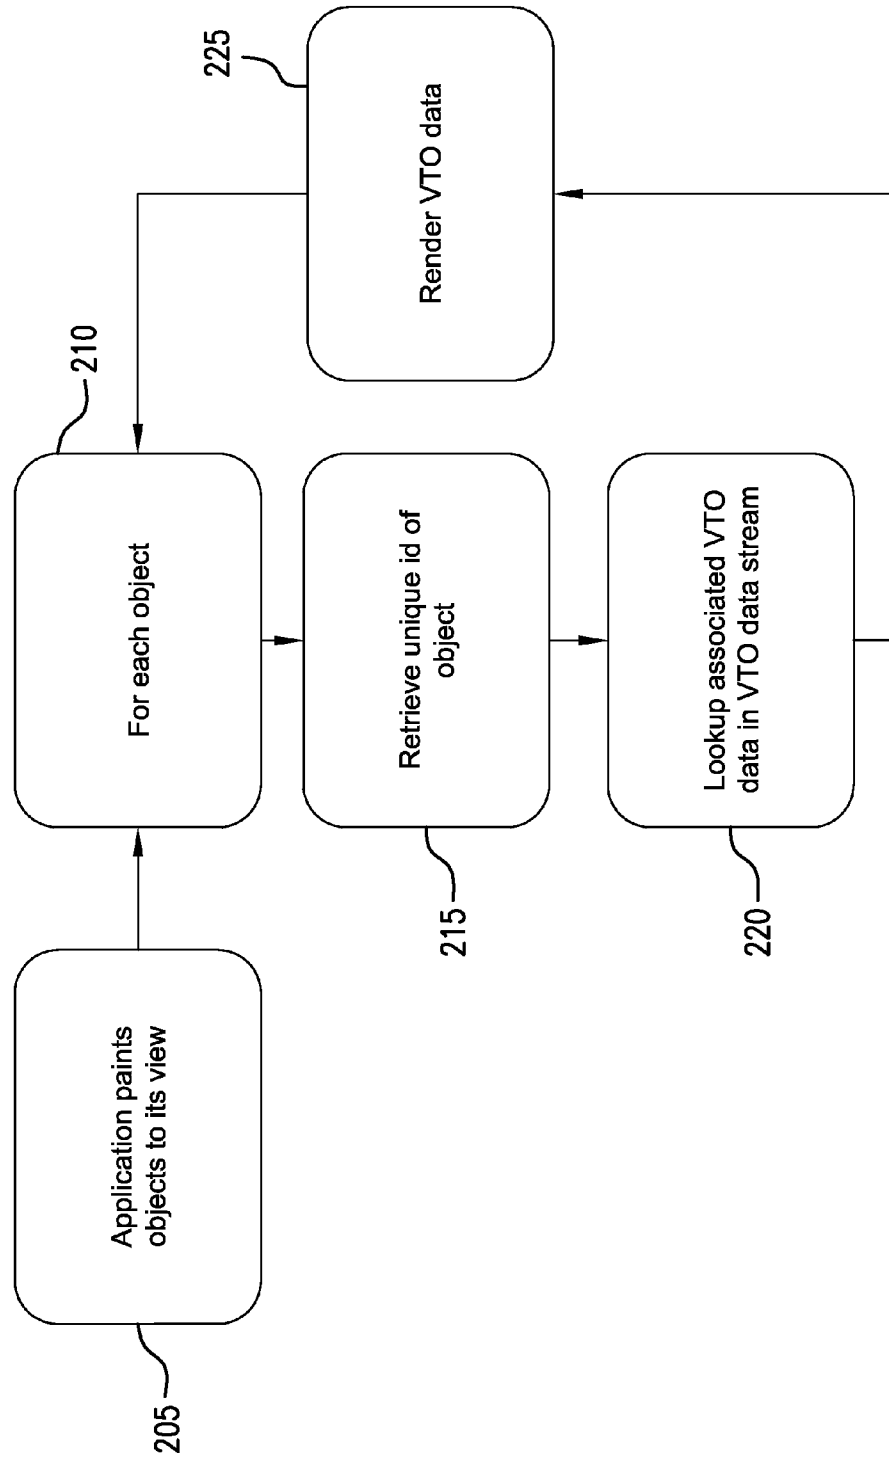 205
Application paints
objects to its view
210
For each object
215
Retrieve unique id of
object
220
Lookup associated VTO
data in VTO data stream
225
Render VTO data